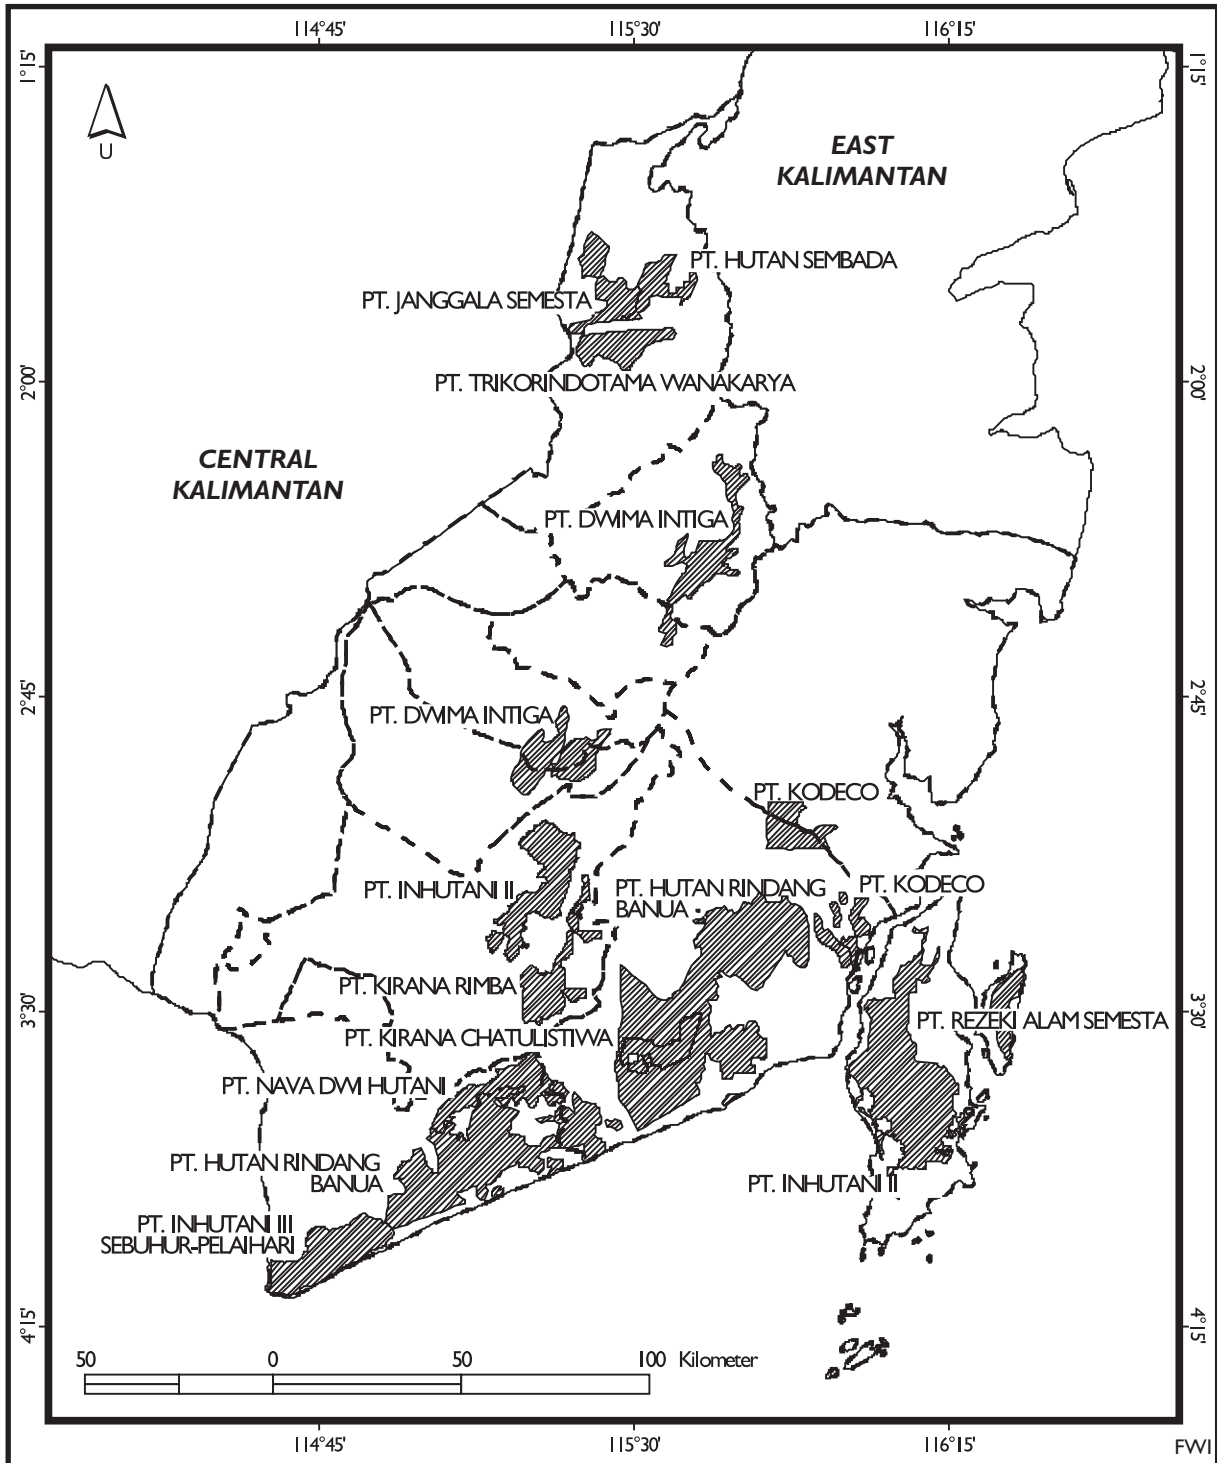 114°45' 115°30' 116°15'
1°15' 1°15'
U
EAST
KALIMANTAN
PT. HUTAN SEMBADA
PT. JANGGALA SEMESTA
2°00' 2°00'
PT. TRIKORINDOTAMA WANAKARYA
CENTRAL
KALIMANTAN
PT. DWIMA INTIGA
2°45' 2°45'
PT. DWIMA INTIGA
PT. KODECO
PT. INHUTANI II
PT. HUTAN RINDANG
BANUA
PT. KODECO
PT. KIRANA RIMBA
3°30' 3°30'
PT. REZEKI ALAM SEMESTA
PT. KIRANA CHATULISTIWA
PT. NAVA DWI HUTANI
PT. HUTAN RINDANG
BANUA
PT. INHUTANI II
PT. INHUTANI III
SEBUHUR-PELAIHARI
4°15' 4°15'
50 0 50 100 Kilometer
114°45' 115°30' 116°15'
FWI